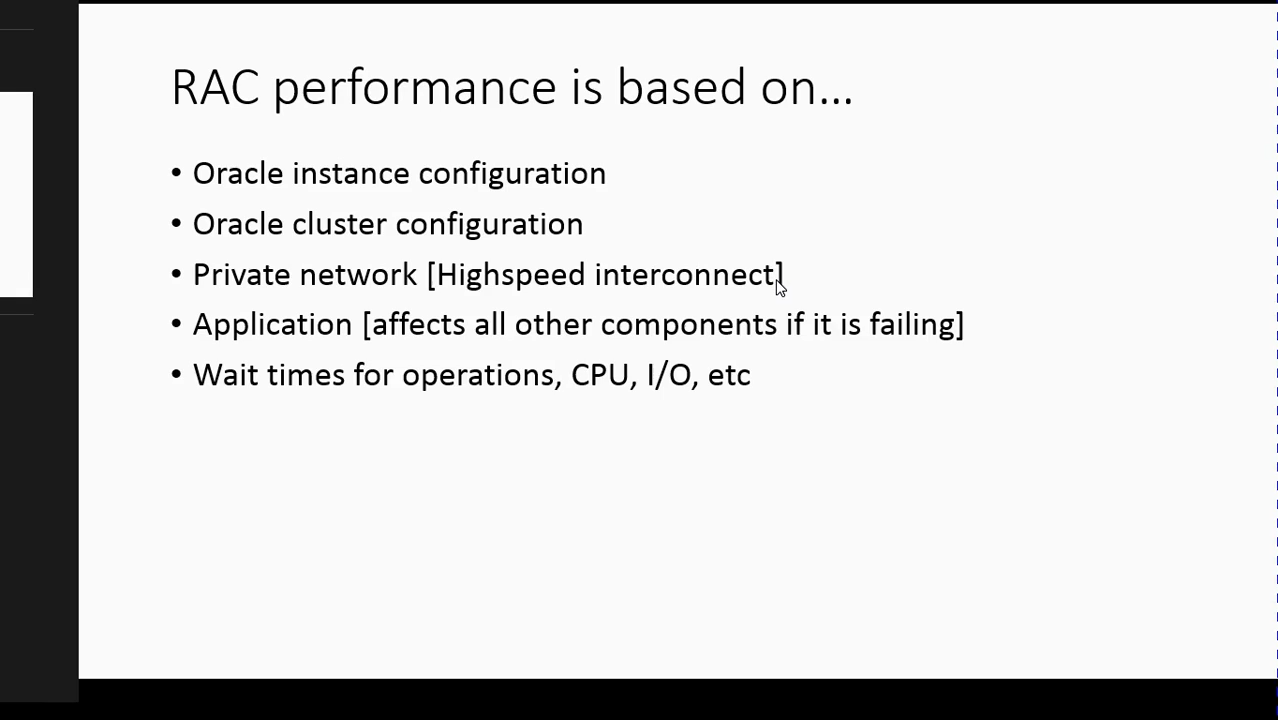 RAC performance is based on...
• Oracle instance configuration
• Oracle cluster configuration
• Private network [Highspeed interconnect]
• Application [affects all other components if it is failing]
• Wait times for operations, CPU, I/O, etc